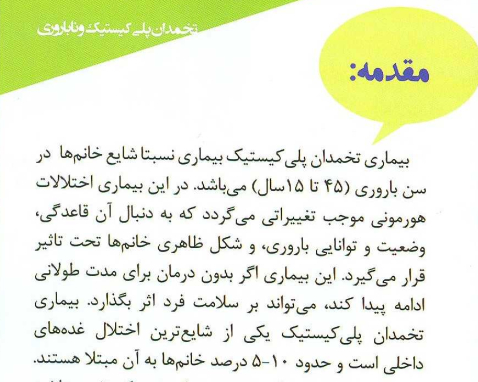 تخمدان پلی کیستیک و ناباروری
مقدمه:
بیماری تخمدان پلی کیستیک بیماری نسبتا شایع خانم‌ها در
سن باروری (۴۵ تا ۱۵سال) می‌باشد. در این بیماری اختلالات
هورمونی موجب تغییراتی می‌گردد که به دنبال آن قاعدگی،
وضعیت و توانایی باروری، و شکل ظاهری خانم‌ها تحت تاثیر
قرار می‌گیرد. این بیماری اگر بدون درمان برای مدت طولانی
ادامه پیدا کند، می‌تواند بر سلامت فرد اثر بگذارد. بیماری
تخمدان پلی‌کیستیک یکی از شایع‌ترین اختلال غده‌های
داخلی است و حدود ۱۰-۵ درصد خانم‌ها به آن مبتلا هستند.